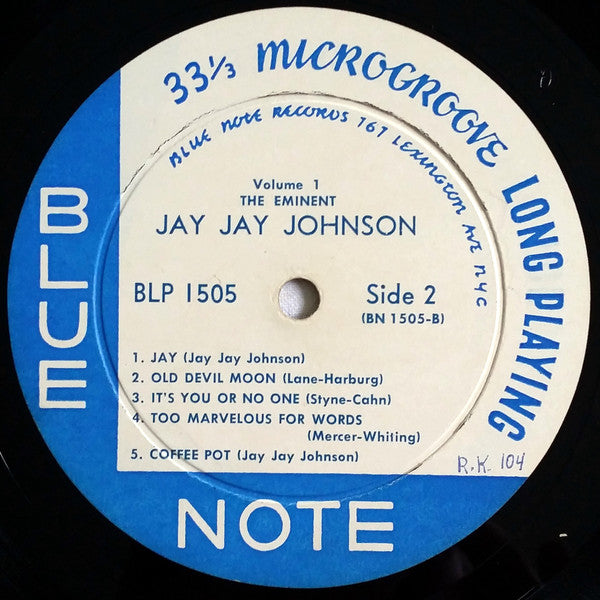 33⅓ MICROGROOVE LONG PLAYING
BLUE NOTE RECORDS 767 LEXINGTON AVE NYC
Volume 1
THE EMINENT
JAY JAY JOHNSON
BLP 1505
Side 2
(BN 1505-B)
1. JAY (Jay Jay Johnson)
2. OLD DEVIL MOON (Lane-Harburg)
3. IT'S YOU OR NO ONE (Styne-Cahn)
4. TOO MARVELOUS FOR WORDS
(Mercer-Whiting)
5. COFFEE POT (Jay Jay Johnson)
R.K. 104
BLUE
NOTE